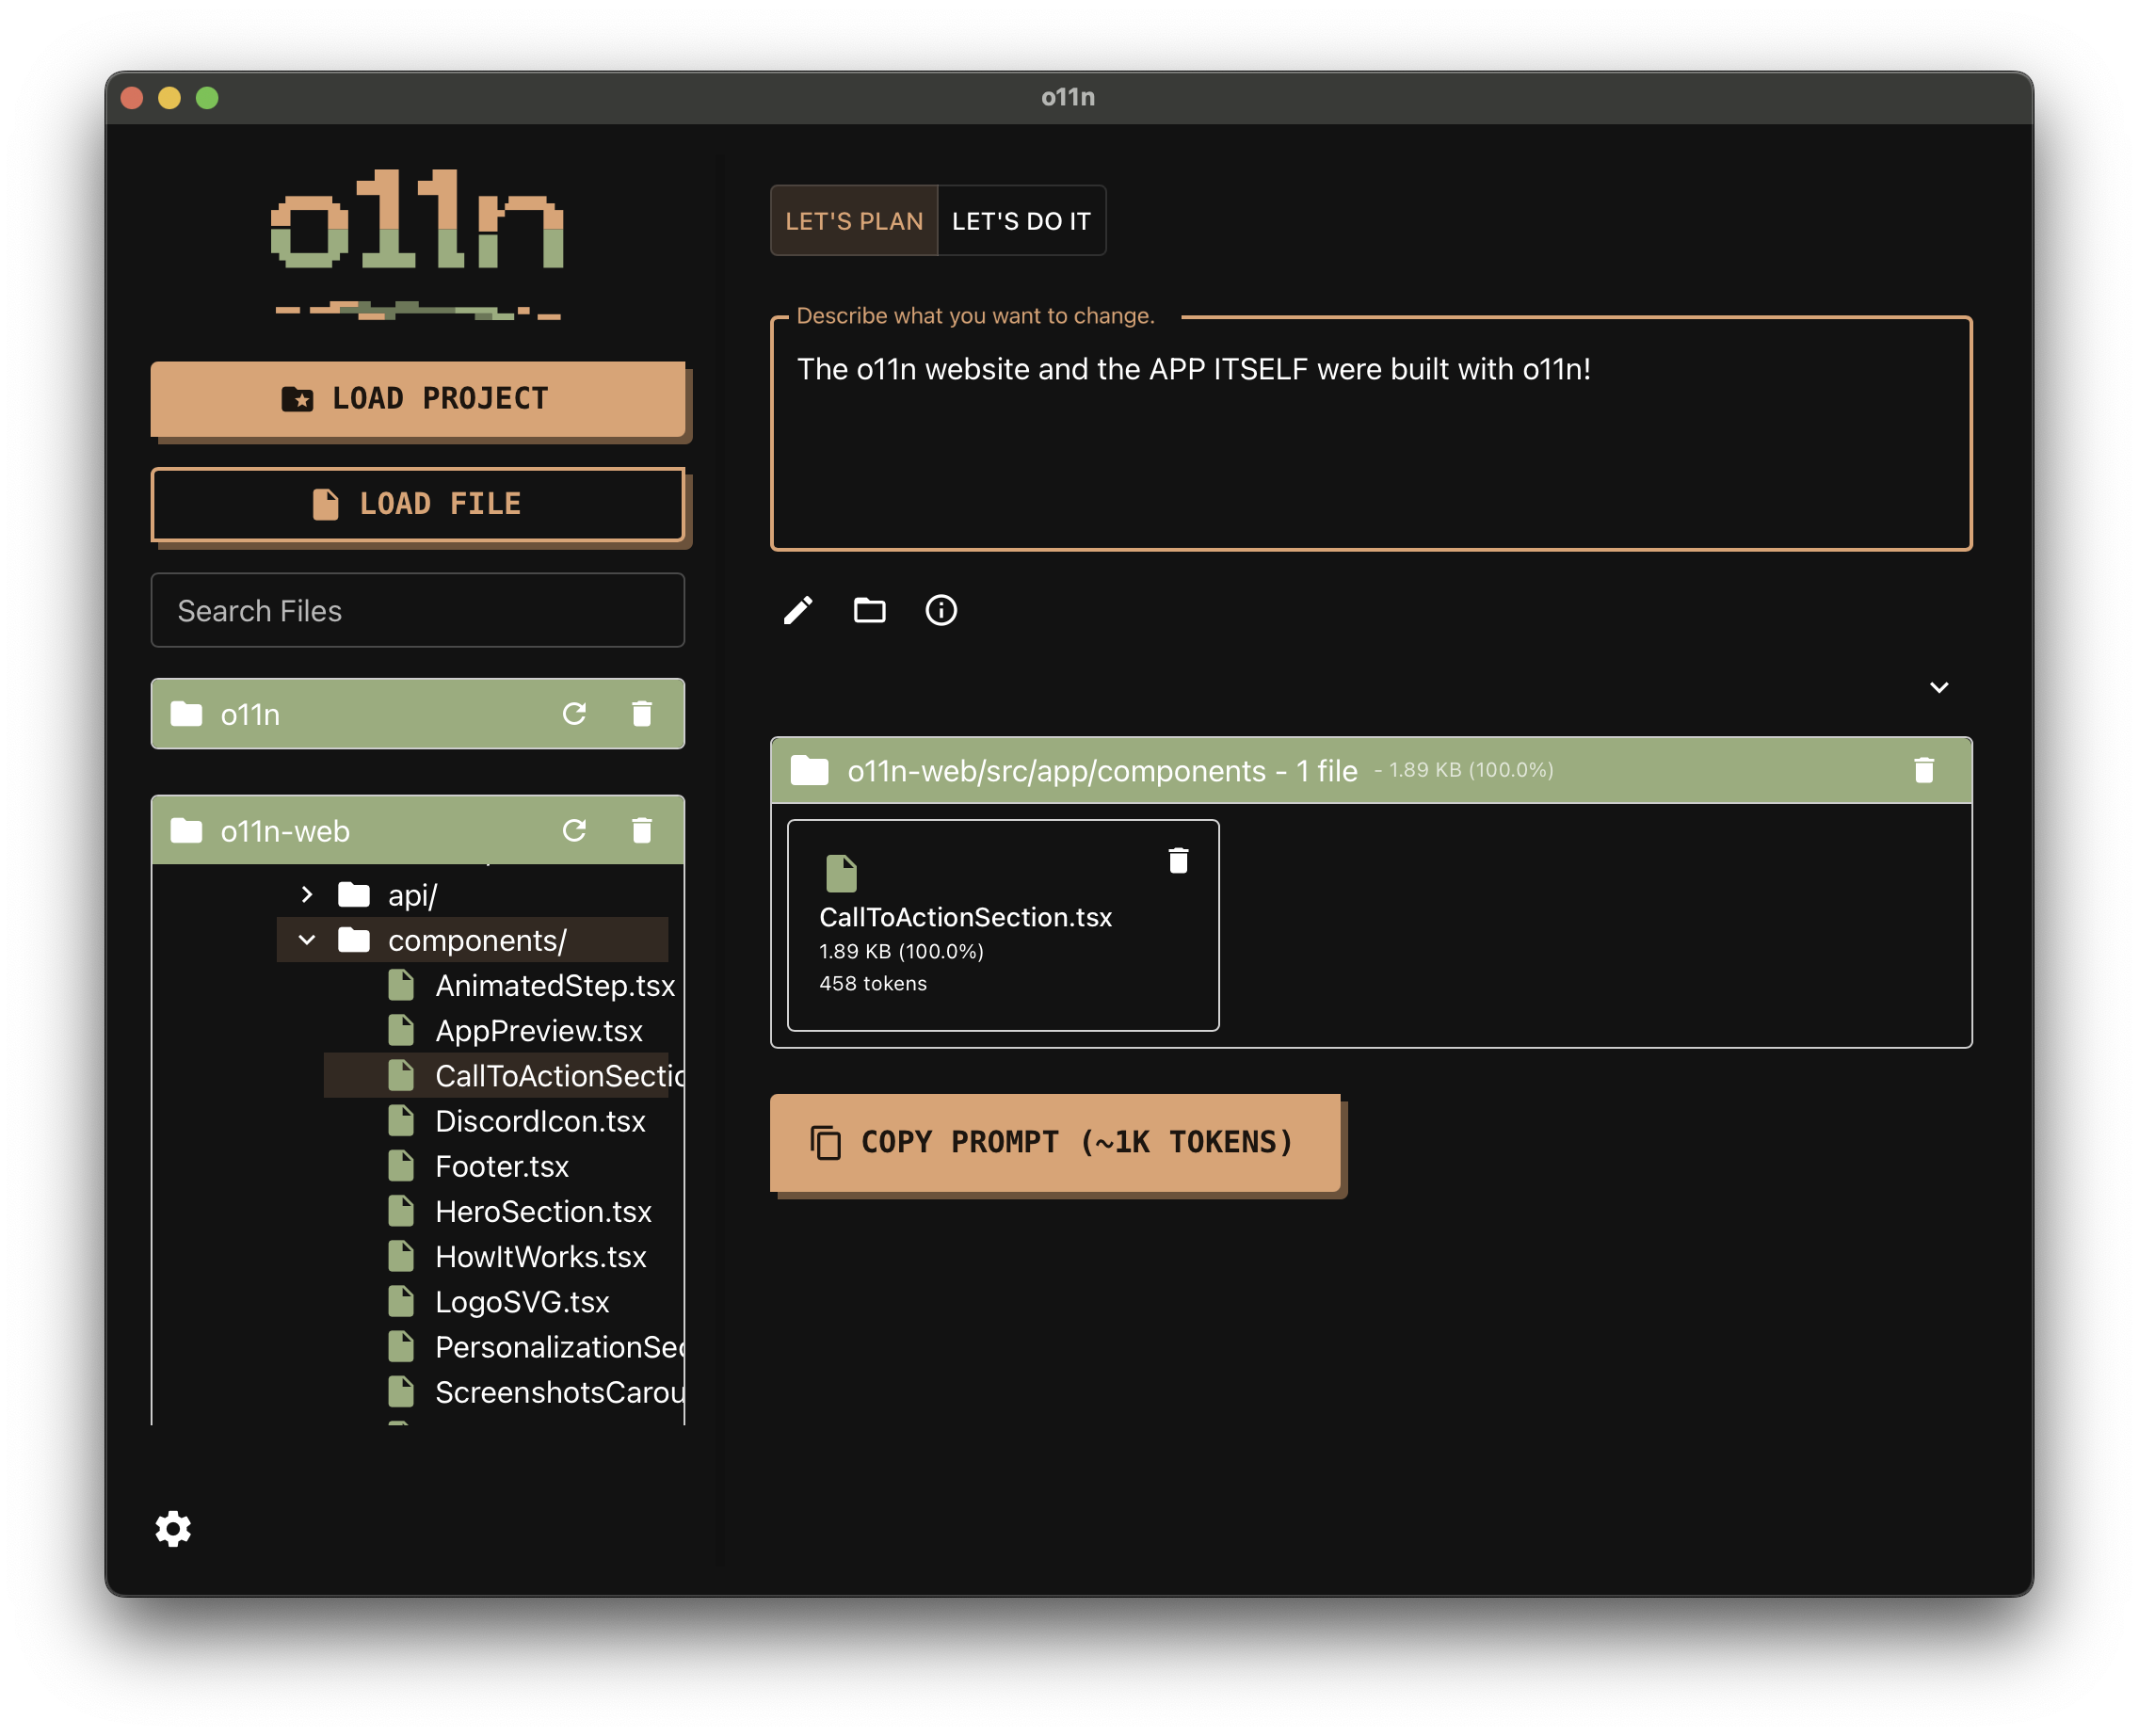 o11n
o11n
LOAD PROJECT
LOAD FILE
Search Files
o11n
o11n-web
api/
components/
AnimatedStep.tsx
AppPreview.tsx
CallToActionSectio
DiscordIcon.tsx
Footer.tsx
HeroSection.tsx
HowItWorks.tsx
LogoSVG.tsx
PersonalizationSec
ScreenshotsCarou
LET'S PLAN LET'S DO IT
Describe what you want to change.
The o11n website and the APP ITSELF were built with o11n!
o11n-web/src/app/components - 1 file - 1.89 KB (100.0%)
CallToActionSection.tsx
1.89 KB (100.0%)
458 tokens
COPY PROMPT (~1K TOKENS)